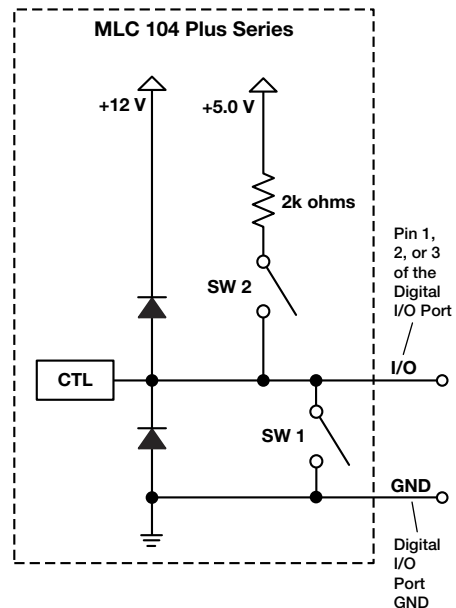 MLC 104 Plus Series
+12 V
+5.0 V
2k ohms
SW 2
Pin 1,
2, or 3
of the
Digital
I/O Port
CTL
I/O
SW 1
GND
Digital
I/O
Port
GND